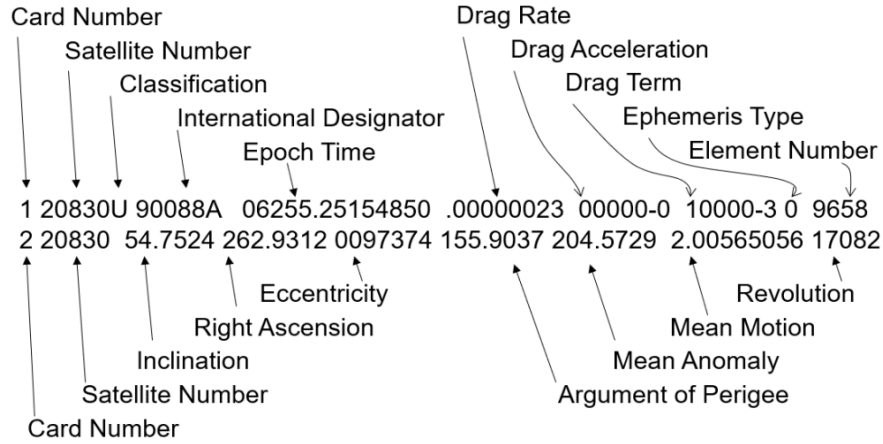 Card Number
Drag Rate
Satellite Number
Drag Acceleration
Classification
Drag Term
International Designator
Ephemeris Type
Epoch Time
Element Number
1 20830U 90088A 06255.25154850 .00000023 00000-0 10000-3 0 9658
2 20830 54.7524 262.9312 0097374 155.9037 204.5729 2.00565056 17082
Eccentricity
Revolution
Right Ascension
Mean Motion
Inclination
Mean Anomaly
Satellite Number
Argument of Perigee
Card Number